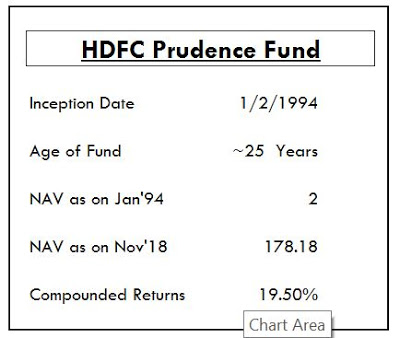 HDFC Prudence Fund
Inception Date 1/2/1994
Age of Fund ~25 Years
NAV as on Jan'94 2
NAV as on Nov'18 178.18
Compounded Returns 19.50%
Chart Area